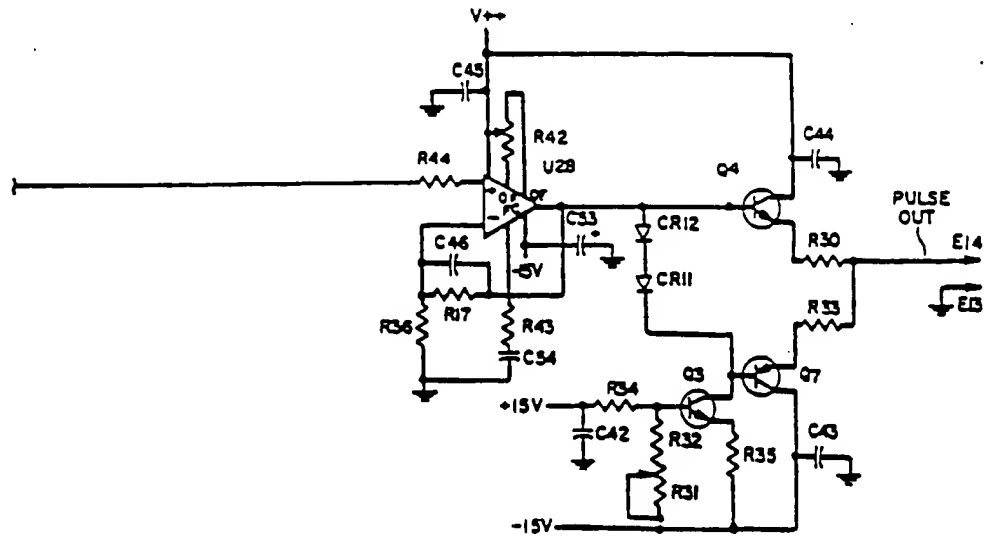 V++
C45
R42
R44
U28
C44
Q4
PULSE
OUT
C53
+
CR12
R30
E14
C46
-5V
CR11
E13
R17
R33
R36
R43
C54
Q3
Q7
+15V
R34
C42
R32
R35
C43
R31
-15V